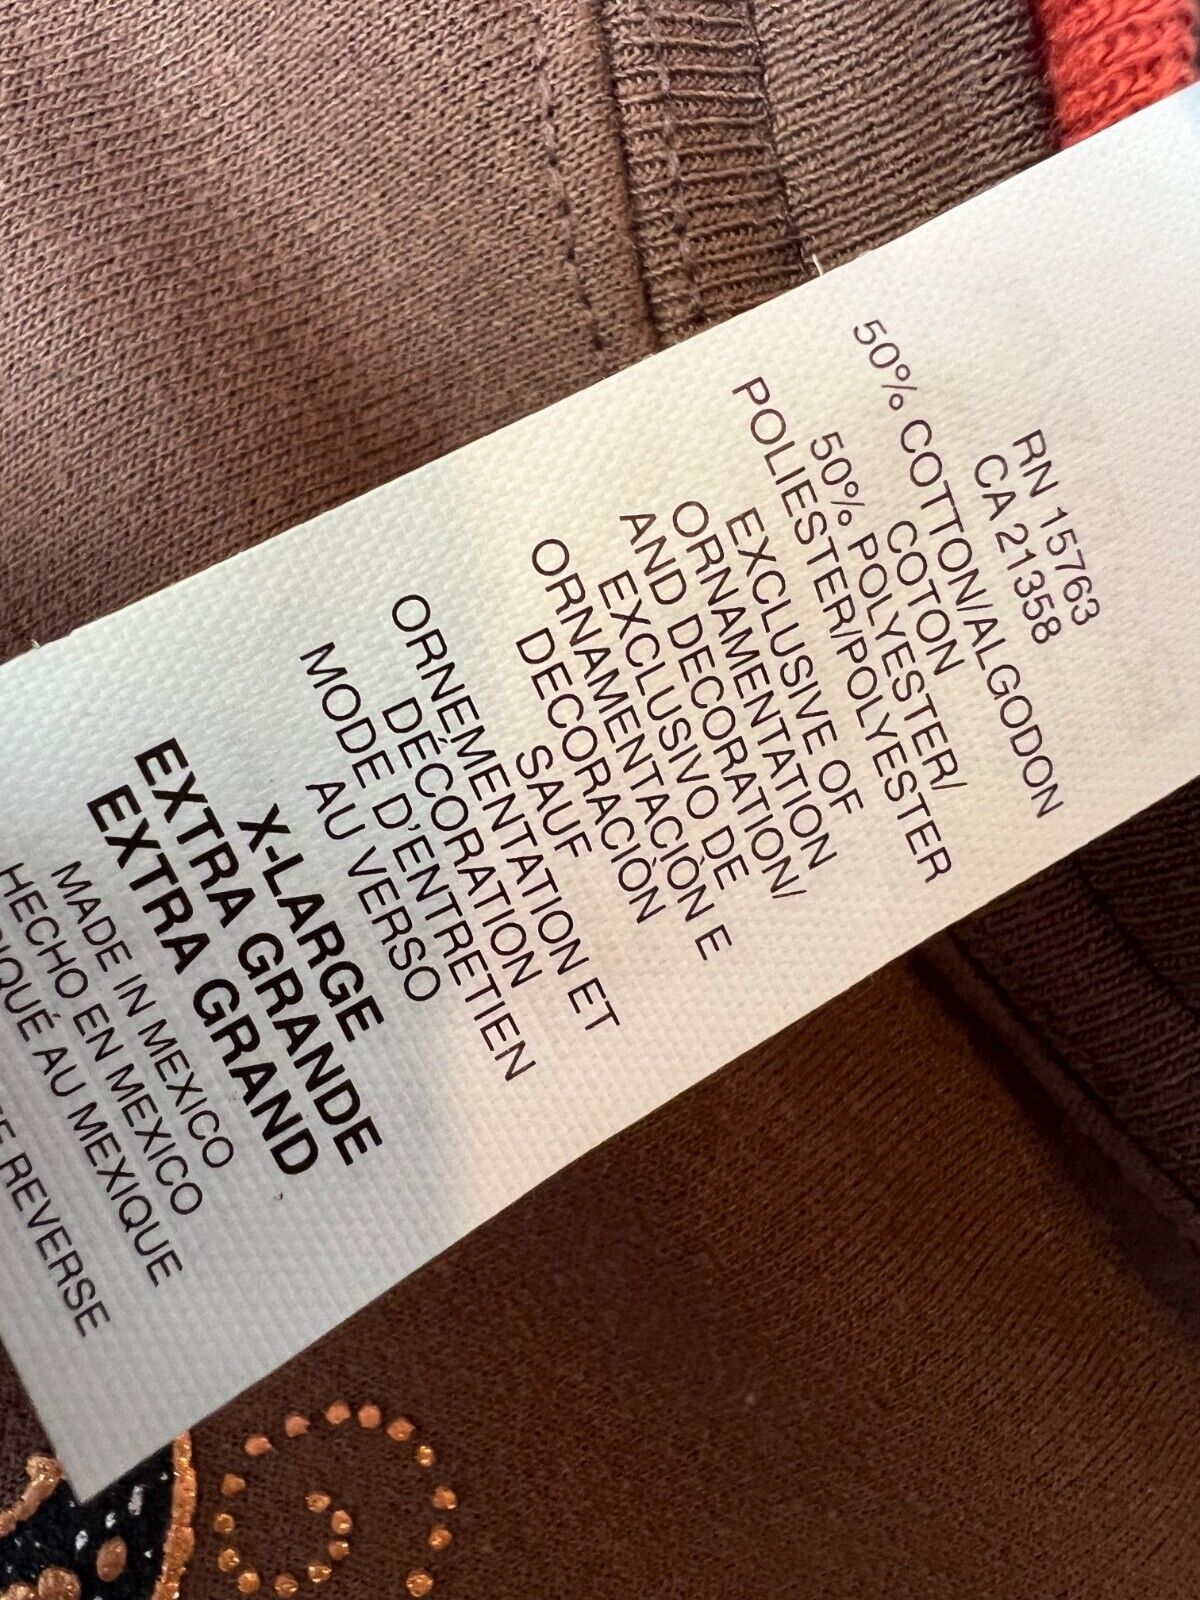 RN 15763
CA 21358
50% COTTON/ALGODON
COTON
50% POLYESTER/
POLIESTER/POLYESTER
EXCLUSIVE OF
ORNAMENTATION
AND DECORATION/
EXCLUSIVO DE
ORNAMENTACIÓN E
DECORACIÓN
SAUF
ORNEMENTATION ET
DÉCORATION
MODE D'ENTRETIEN
AU VERSO
X-LARGE
EXTRA GRANDE
EXTRA GRAND
MADE IN MEXICO
HECHO EN MEXICO
AU MEXIQUE
REVERSE